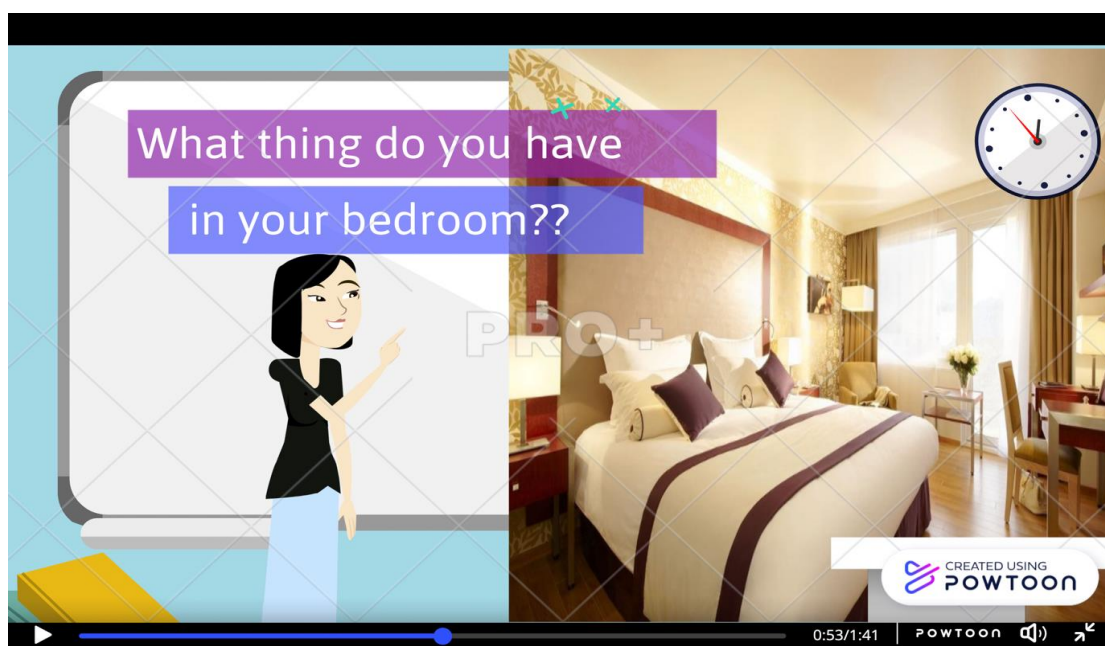 What thing do you have
in your bedroom??
PRO+
CREATED USING
POWTOON
0:53/1:41
POWTOON